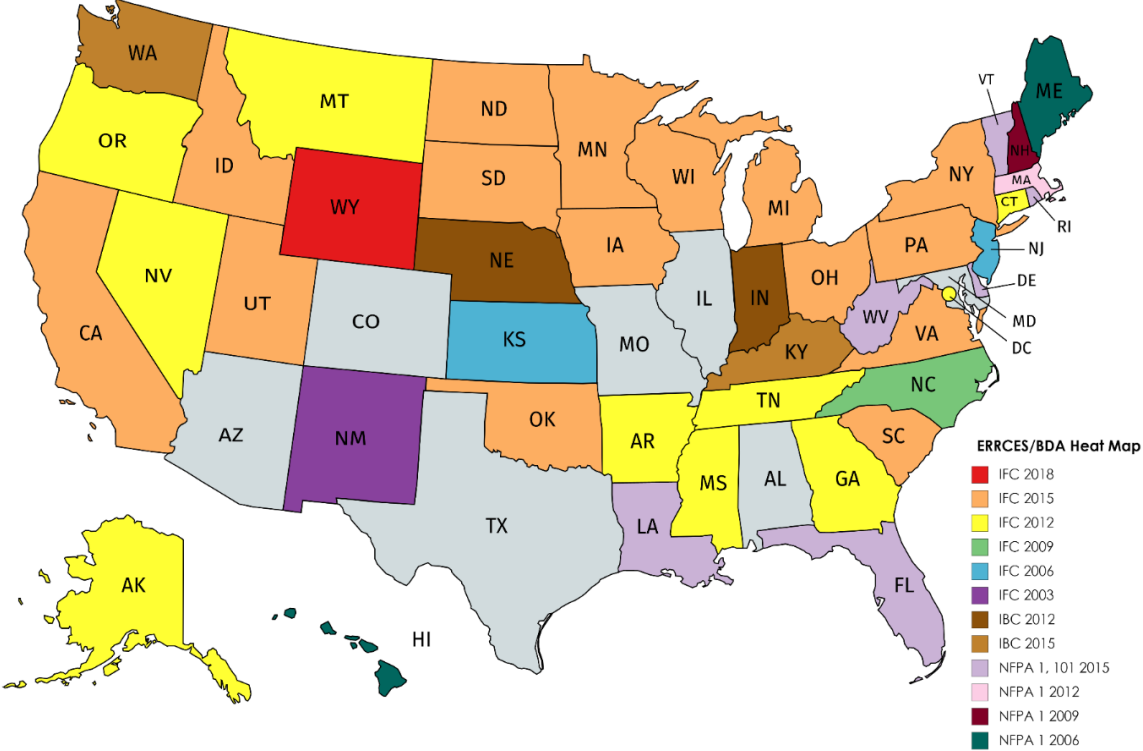 WA
MT
ND
MN
VT
ME
OR
ID
SD
WI
MI
NY
NH
MA
CT
RI
WY
IA
PA
NJ
NE
OH
NV
UT
CO
IL
IN
DE
WV
CA
KS
MO
KY
VA
MD
DC
AZ
NM
OK
AR
TN
NC
SC
MS
AL
GA
TX
LA
FL
AK
HI
ERRCES/BDA Heat Map
IFC 2018
IFC 2015
IFC 2012
IFC 2009
IFC 2006
IFC 2003
IBC 2012
IBC 2015
NFPA 1, 101 2015
NFPA 1 2012
NFPA 1 2009
NFPA 1 2006